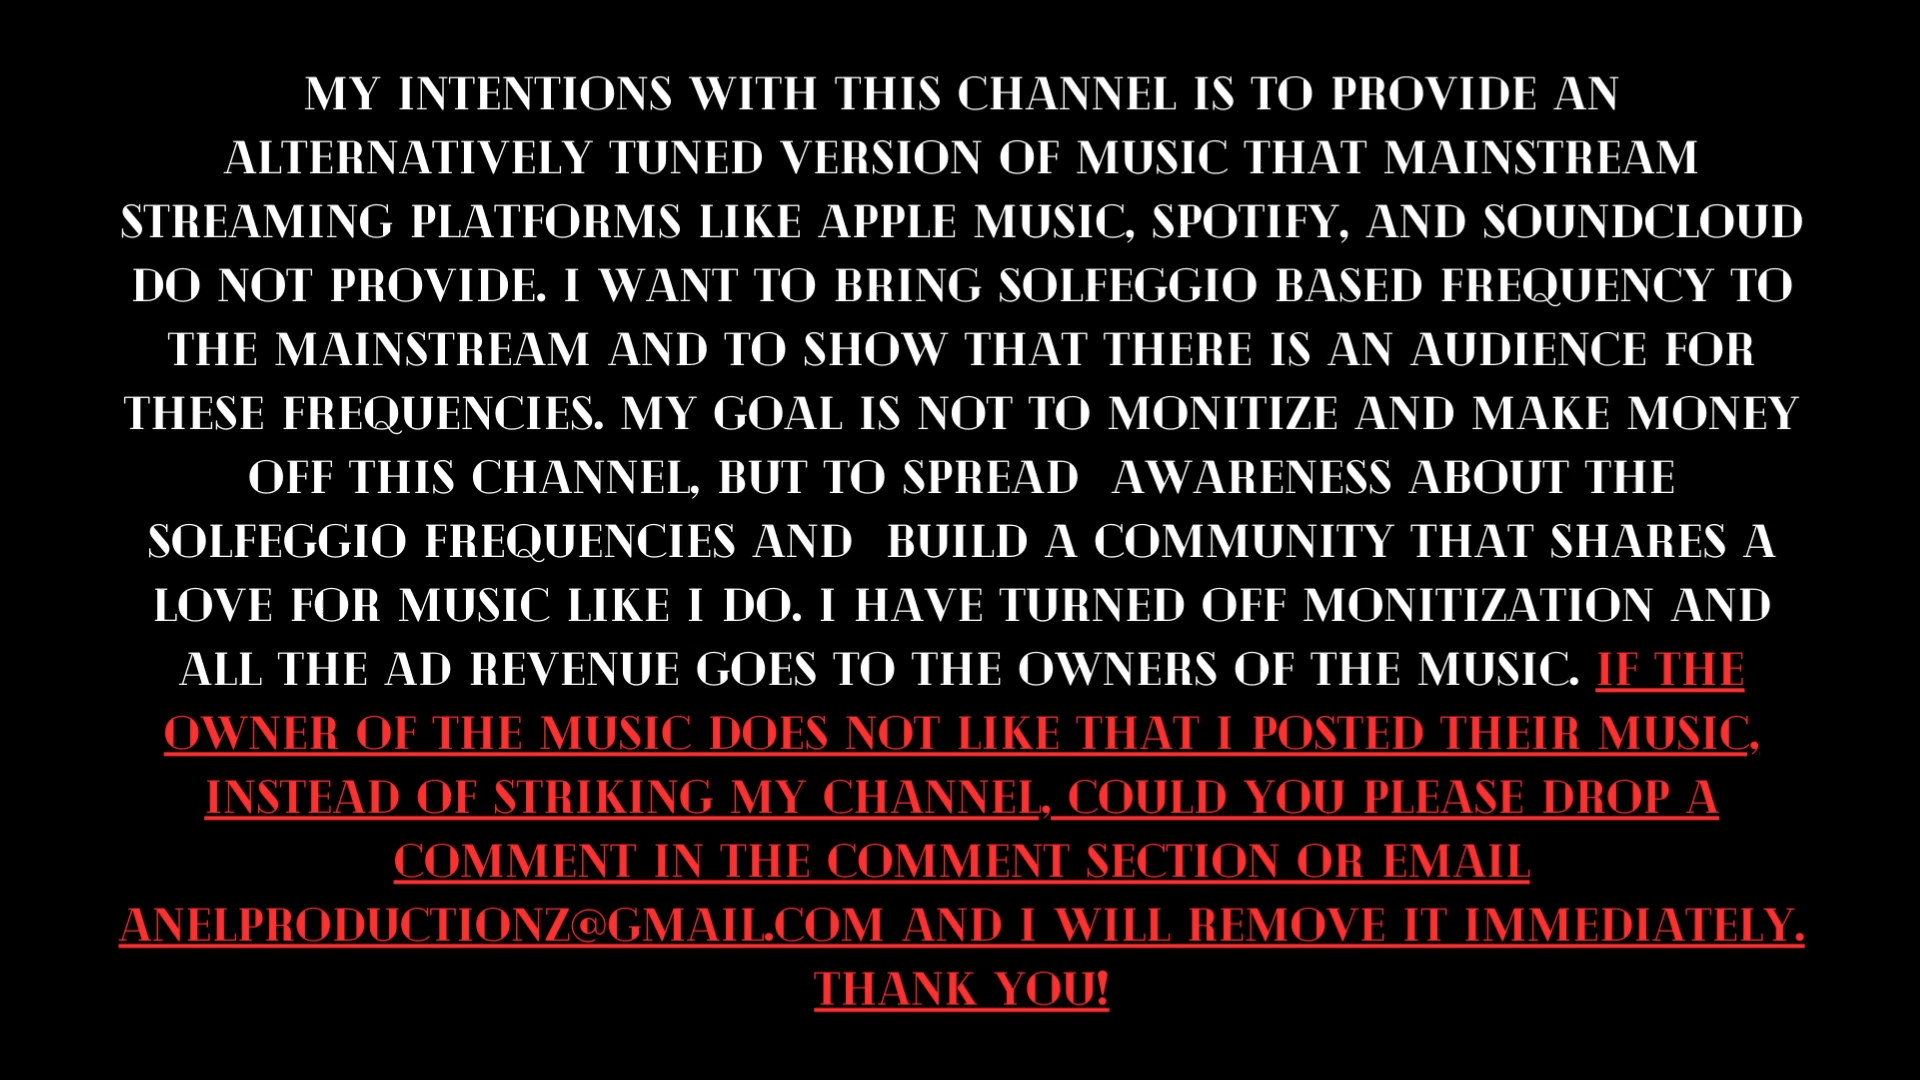 MY INTENTIONS WITH THIS CHANNEL IS TO PROVIDE AN
ALTERNATIVELY TUNED VERSION OF MUSIC THAT MAINSTREAM
STREAMING PLATFORMS LIKE APPLE MUSIC, SPOTIFY, AND SOUNDCLOUD
DO NOT PROVIDE. I WANT TO BRING SOLFEGGIO BASED FREQUENCY TO
THE MAINSTREAM AND TO SHOW THAT THERE IS AN AUDIENCE FOR
THESE FREQUENCIES. MY GOAL IS NOT TO MONITIZE AND MAKE MONEY
OFF THIS CHANNEL, BUT TO SPREAD AWARENESS ABOUT THE
SOLFEGGIO FREQUENCIES AND BUILD A COMMUNITY THAT SHARES A
LOVE FOR MUSIC LIKE I DO. I HAVE TURNED OFF MONITIZATION AND
ALL THE AD REVENUE GOES TO THE OWNERS OF THE MUSIC. IF THE
OWNER OF THE MUSIC DOES NOT LIKE THAT I POSTED THEIR MUSIC,
INSTEAD OF STRIKING MY CHANNEL, COULD YOU PLEASE DROP A
COMMENT IN THE COMMENT SECTION OR EMAIL
ANELPRODUCTIONZ@GMAIL.COM AND I WILL REMOVE IT IMMEDIATELY.
THANK YOU!